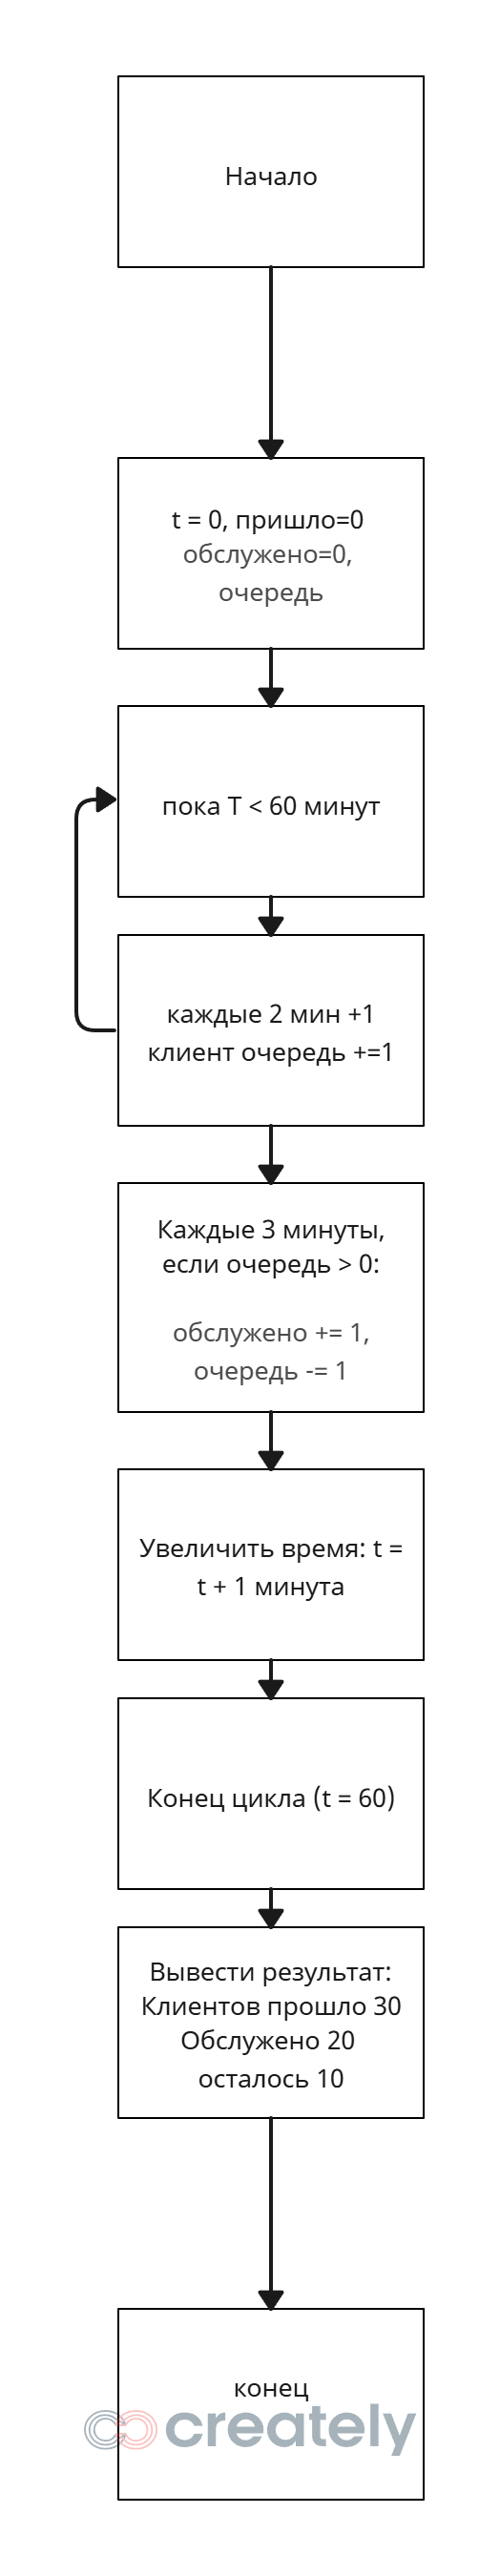 Начало
t = 0, пришло=0
обслужено=0,
очередь
пока T < 60 минут
каждые 2 мин +1
клиент очередь +=1
Каждые 3 минуты,
если очередь > 0:
обслужено += 1,
очередь -= 1
Увеличить время: t =
t + 1 минута
Конец цикла (t = 60)
Вывести результат:
Клиентов прошло 30
Обслужено 20
осталось 10
конец
creately